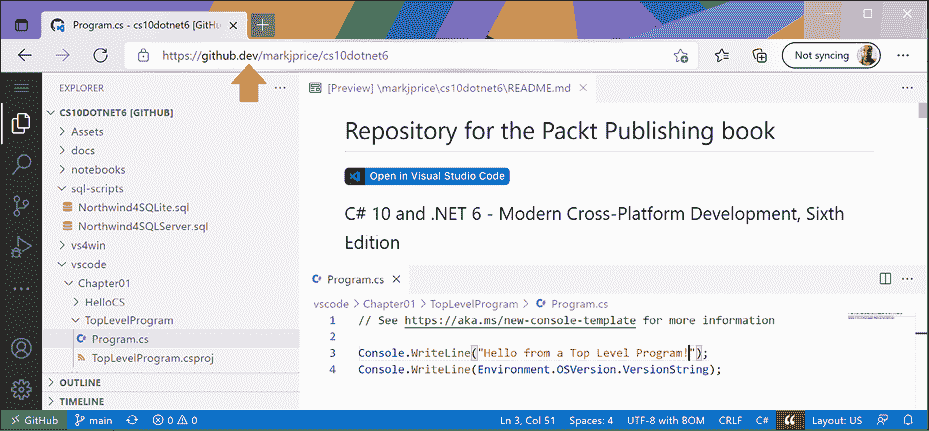 Program.cs - cs10dotnet6 [GitHu
https://github.dev/markjprice/cs10dotnet6
Not syncing
EXPLORER
CS10DOTNET6 [GITHUB]
Assets
docs
notebooks
sql-scripts
Northwind4SQLite.sql
Northwind4SQLServer.sql
vs4win
vscode
Chapter01
HelloCS
TopLevelProgram
Program.cs
TopLevelProgram.csproj
OUTLINE
TIMELINE
[Preview] \markjprice\cs10dotnet6\README.md
Repository for the Packt Publishing book
Open in Visual Studio Code
C# 10 and .NET 6 - Modern Cross-Platform Development, Sixth
Edition
Program.cs
vscode > Chapter01 > TopLevelProgram > Program.cs
1 // See https://aka.ms/new-console-template for more information
2
3 Console.WriteLine("Hello from a Top Level Program!");
4 Console.WriteLine(Environment.OSVersion.VersionString);
GitHub main 0 0 Ln 3, Col 51 Spaces: 4 UTF-8 with BOM CRLF C# Layout: US